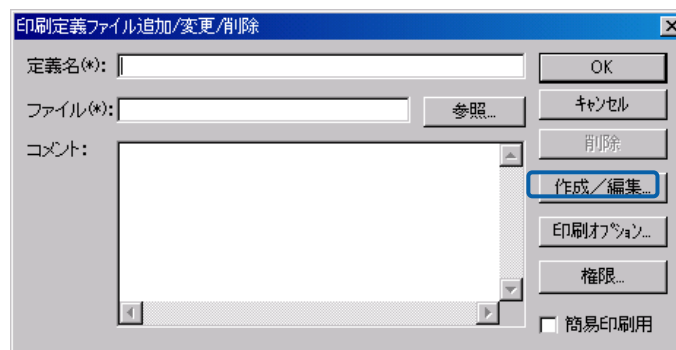 印刷定義ファイル追加/変更/削除
定義名(*):
OK
ファイル(*):
参照...
キャンセル
コメント:
削除
作成／編集...
印刷オプション...
権限...
簡易印刷用